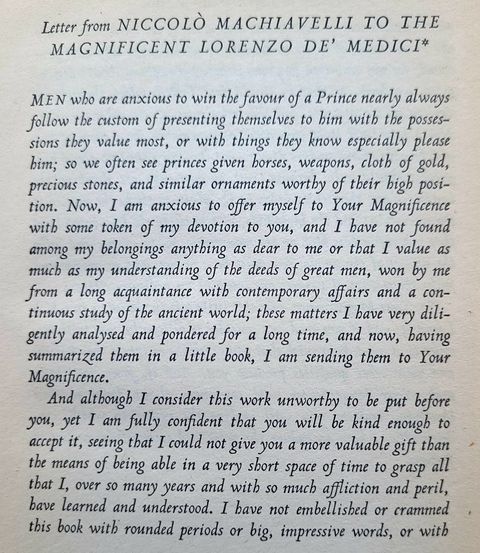 Letter from NICCOLÒ MACHIAVELLI TO THE
MAGNIFICENT LORENZO DE' MEDICI*
MEN who are anxious to win the favour of a Prince nearly always
follow the custom of presenting themselves to him with the posses-
sions they value most, or with things they know especially please
him; so we often see princes given horses, weapons, cloth of gold,
precious stones, and similar ornaments worthy of their high posi-
tion. Now, I am anxious to offer myself to Your Magnificence
with some token of my devotion to you, and I have not found
among my belongings anything as dear to me or that I value as
much as my understanding of the deeds of great men, won by me
from a long acquaintance with contemporary affairs and a con-
tinuous study of the ancient world; these matters I have very dili-
gently analysed and pondered for a long time, and now, having
summarized them in a little book, I am sending them to Your
Magnificence.
And although I consider this work unworthy to be put before
you, yet I am fully confident that you will be kind enough to
accept it, seeing that I could not give you a more valuable gift than
the means of being able in a very short space of time to grasp all
that I, over so many years and with so much affliction and peril,
have learned and understood. I have not embellished or crammed
this book with rounded periods or big, impressive words, or with